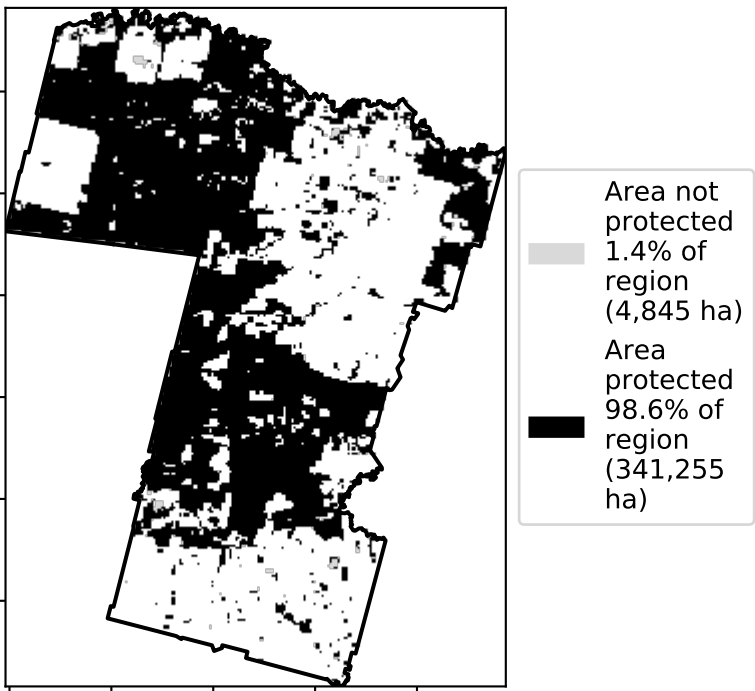 Area not
protected
1.4% of
region
(4,845 ha)
Area
protected
98.6% of
region
(341,255
ha)